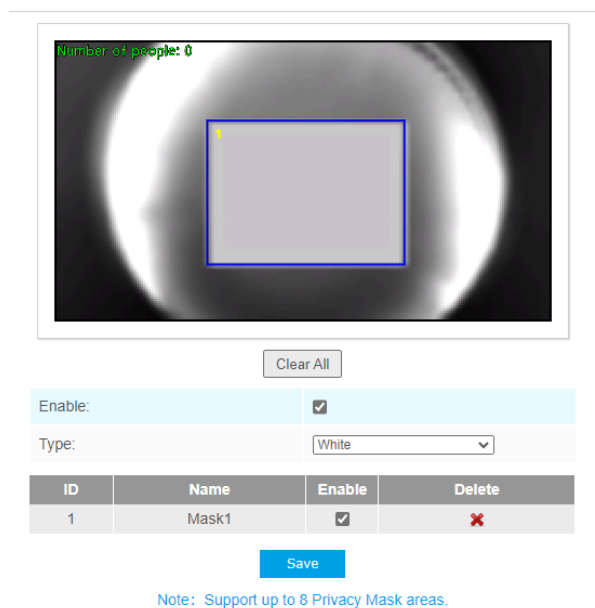 Number of people: 0
1
Clear All
Enable:
Type: White
ID Name Enable Delete
1 Mask1
Save
Note: Support up to 8 Privacy Mask areas.